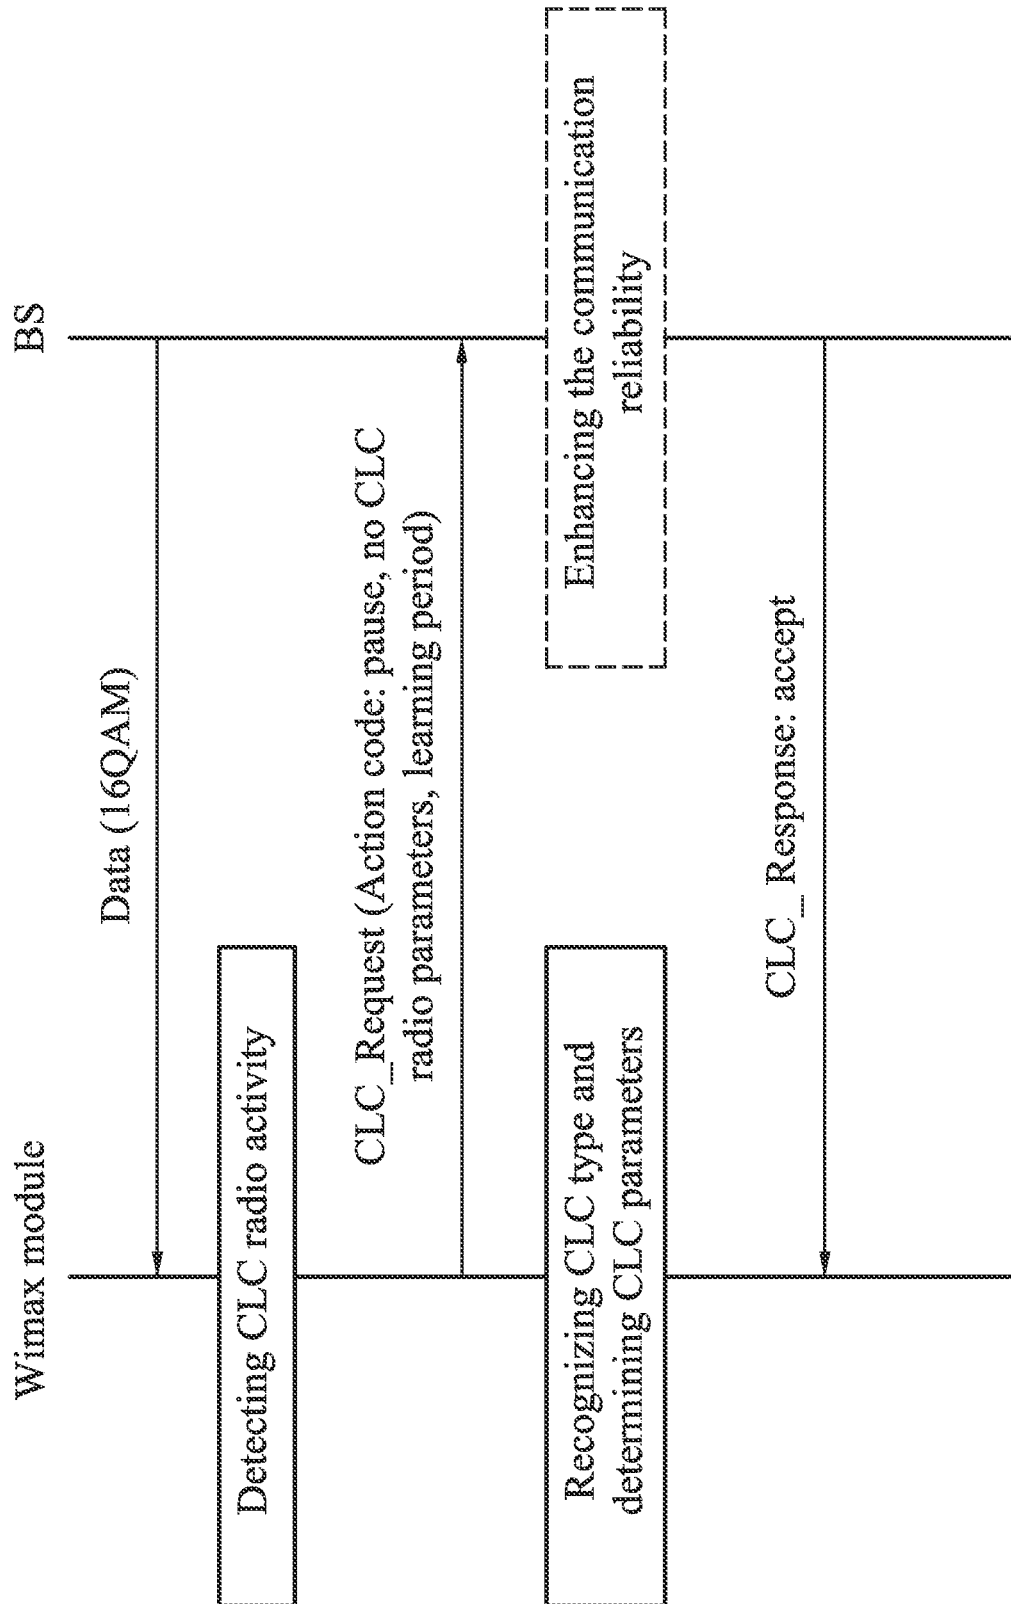 Wimax module
BS
Data (16QAM)
Detecting CLC radio activity
CLC_Request (Action code: pause, no CLC
radio parameters, learning period)
Recognizing CLC type and
determining CLC parameters
Enhancing the communication
reliability
CLC_Response: accept